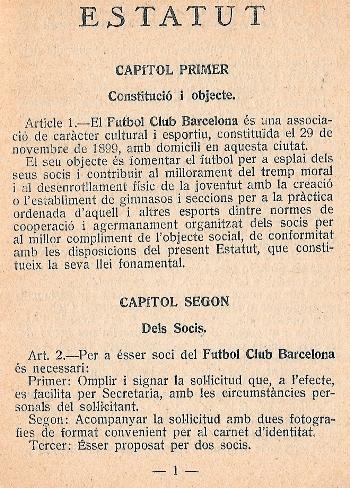 ESTATUT
CAPÍTOL PRIMER
Constitució i objecte.
Article 1.—El Futbol Club Barcelona és una associa-
ció de caràcter cultural i esportiu, constituïda el 29 de
novembre de 1899, amb domicili en aquesta ciutat.
El seu objecte és fomentar el futbol per a esplai dels
seus socis i contribuir al millorament del tremp moral
i al desenrotllament físic de la joventut amb la creació
o l'establiment de gimnasos i seccions per a la pràctica
ordenada d'aquell i altres esports dintre normes de
cooperació i agermanament organitzat dels socis per
al millor compliment de l'objecte social, de conformitat
amb les disposicions del present Estatut, que consti-
tueix la seva llei fonamental.
CAPÍTOL SEGON
Dels Socis.
Art. 2.—Per a ésser soci del Futbol Club Barcelona
és necessari:
Primer: Omplir i signar la sol·licitud que, a l'efecte,
es facilita per Secretaria, amb les circumstàncies per-
sonals del sol·licitant.
Segon: Acompanyar la sol·licitud amb dues fotogra-
fies de format convenient per al carnet d'identitat.
Tercer: Ésser proposat per dos socis.
— 1 —